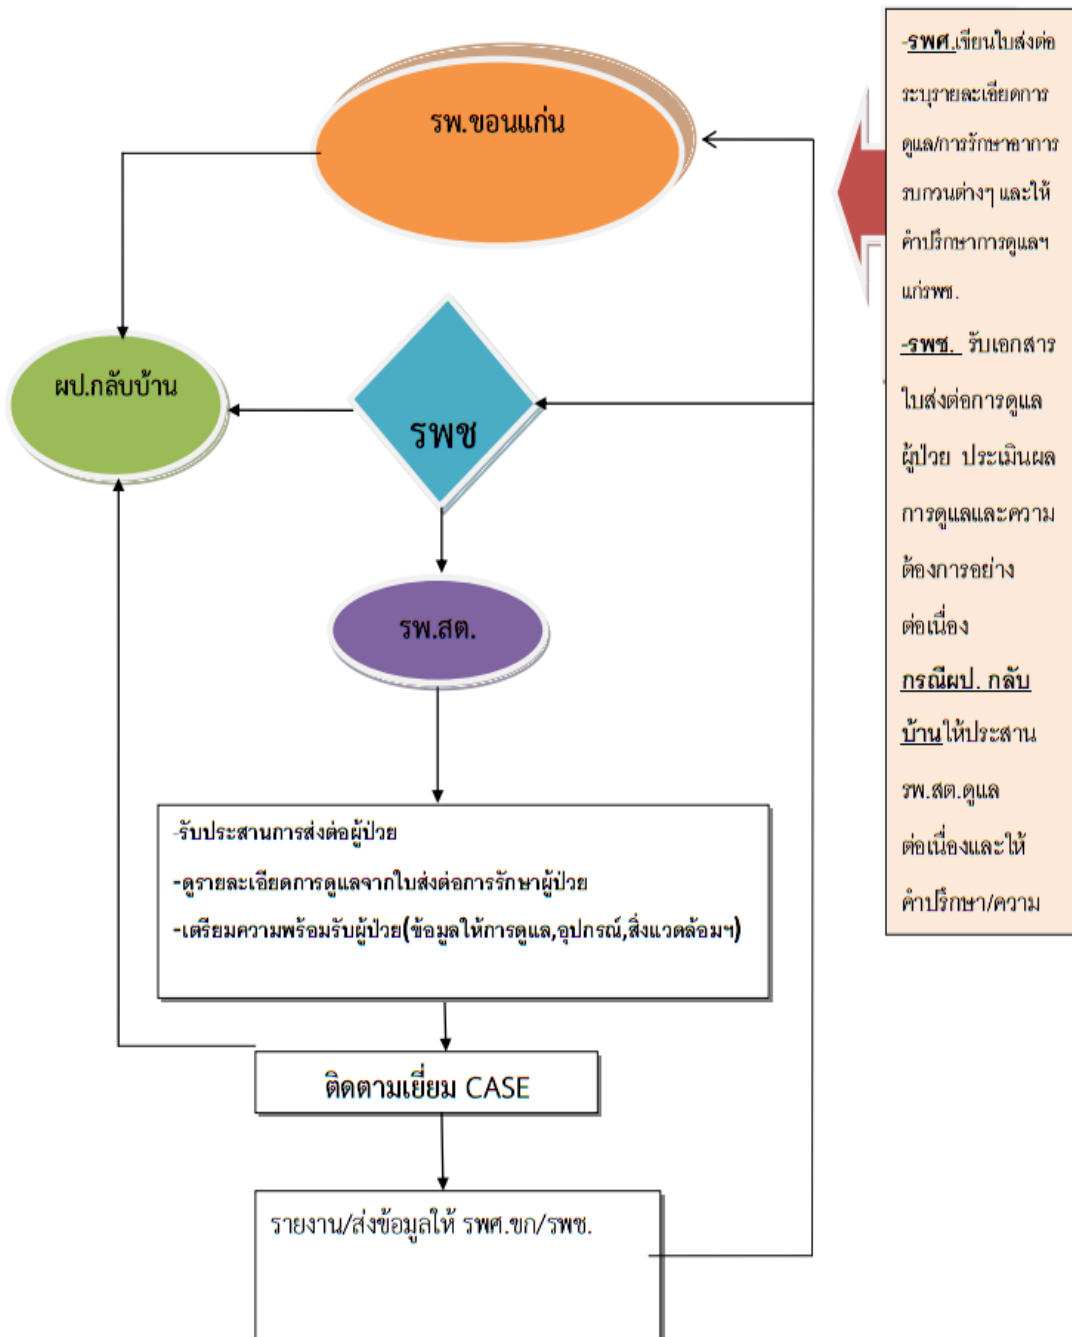 รพ.ขอนแก่น
ผป.กลับบ้าน
รพช
รพ.สต.
-รับประสานการส่งต่อผู้ป่วย
-ดูรายละเอียดการดูแลจากใบส่งต่อการรักษาผู้ป่วย
-เตรียมความพร้อมรับผู้ป่วย(ข้อมูลให้การดูแล,อุปกรณ์,สิ่งแวดล้อมฯ)
ติดตามเยี่ยม CASE
รายงาน/ส่งข้อมูลให้ รพศ.ขก/รพช.
-รพศ.เขียนใบส่งต่อ
ระบุรายละเอียดการ
ดูแล/การรักษาอาการ
รบกวนต่างๆ และให้
คำปรึกษาการดูแลฯ
แก่รพช.
-รพช. รับเอกสาร
ใบส่งต่อการดูแล
ผู้ป่วย ประเมินผล
การดูแลและความ
ต้องการอย่าง
ต่อเนื่อง
กรณีผป. กลับ
บ้านให้ประสาน
รพ.สต.ดูแล
ต่อเนื่องและให้
คำปรึกษา/ความ